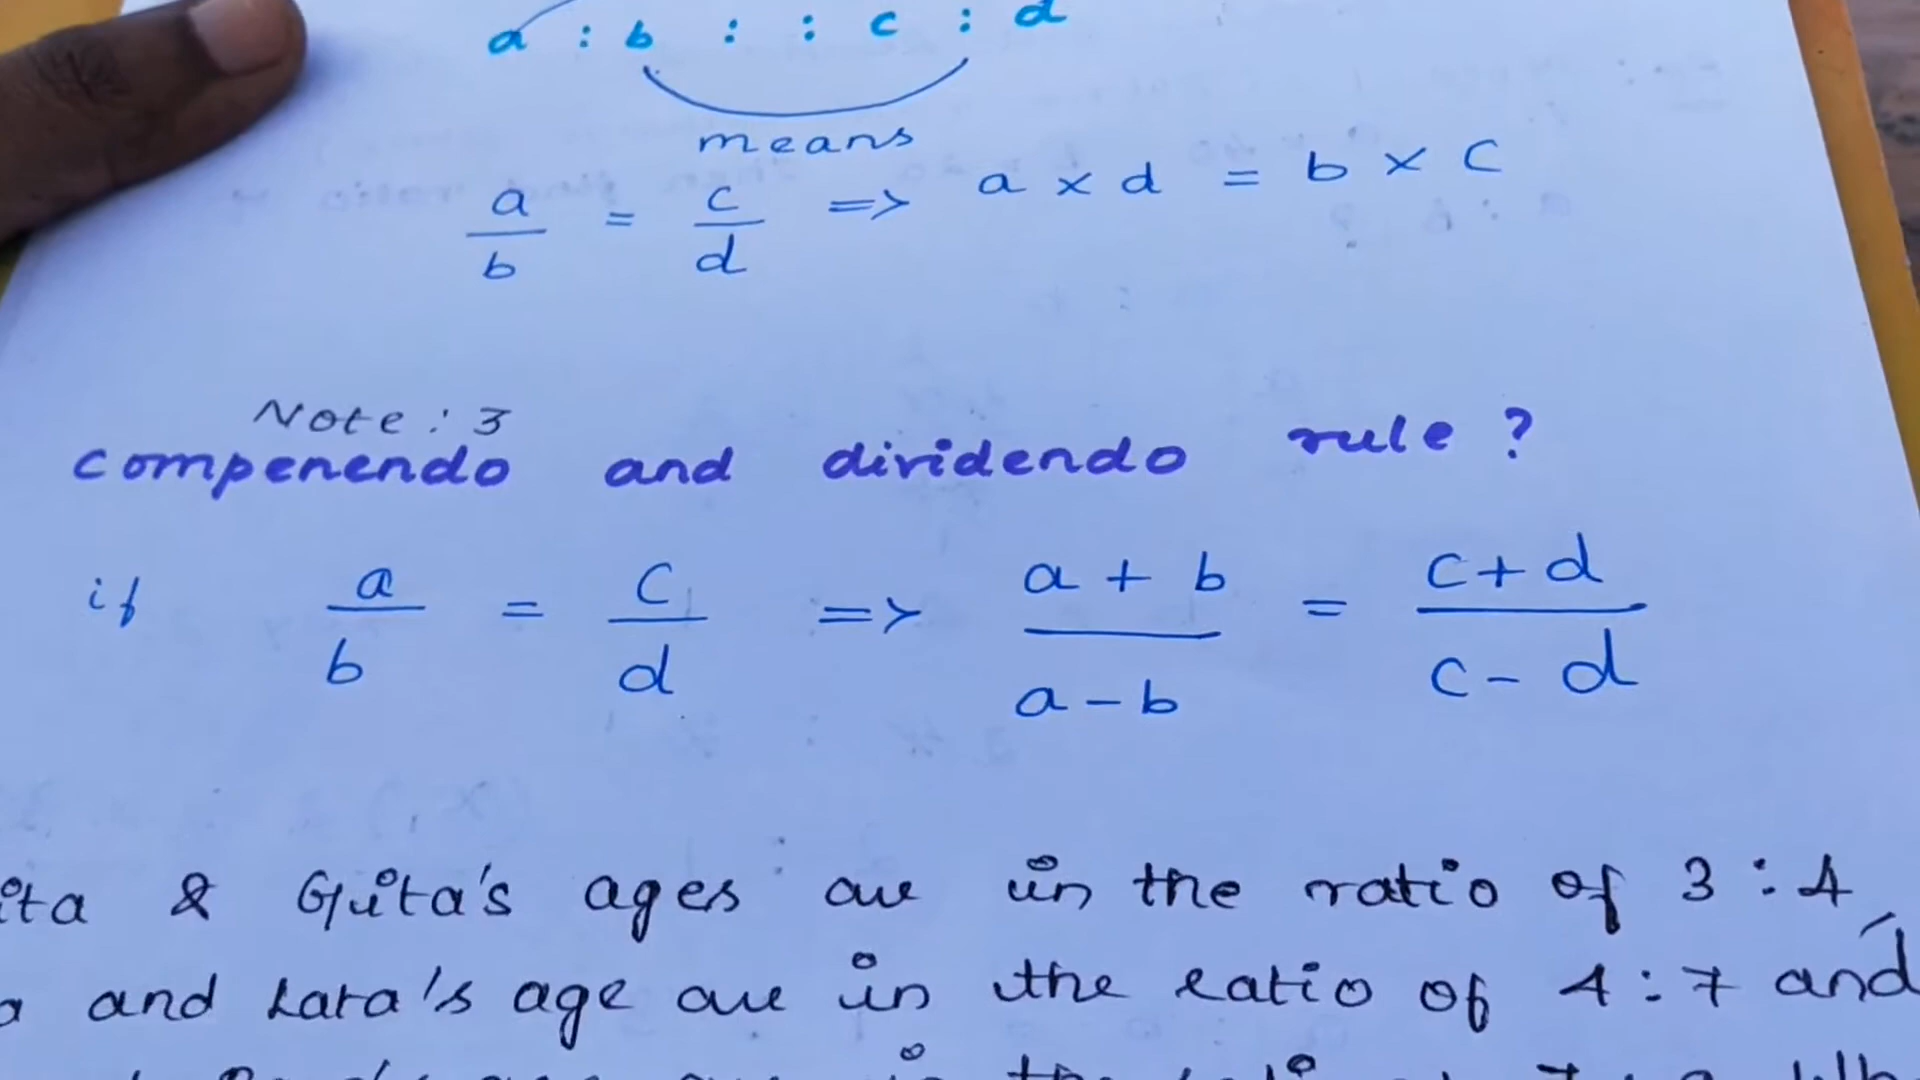 a : b : : c : d
means
a/b = c/d => a x d = b x c
Note : 3
compenendo and dividendo rule ?
if a/b = c/d => a + b / a - b = c + d / c - d
& Gita's ages are in the ratio of 3 : 4,
and Lara's age are in the ratio of 4 : 7 and